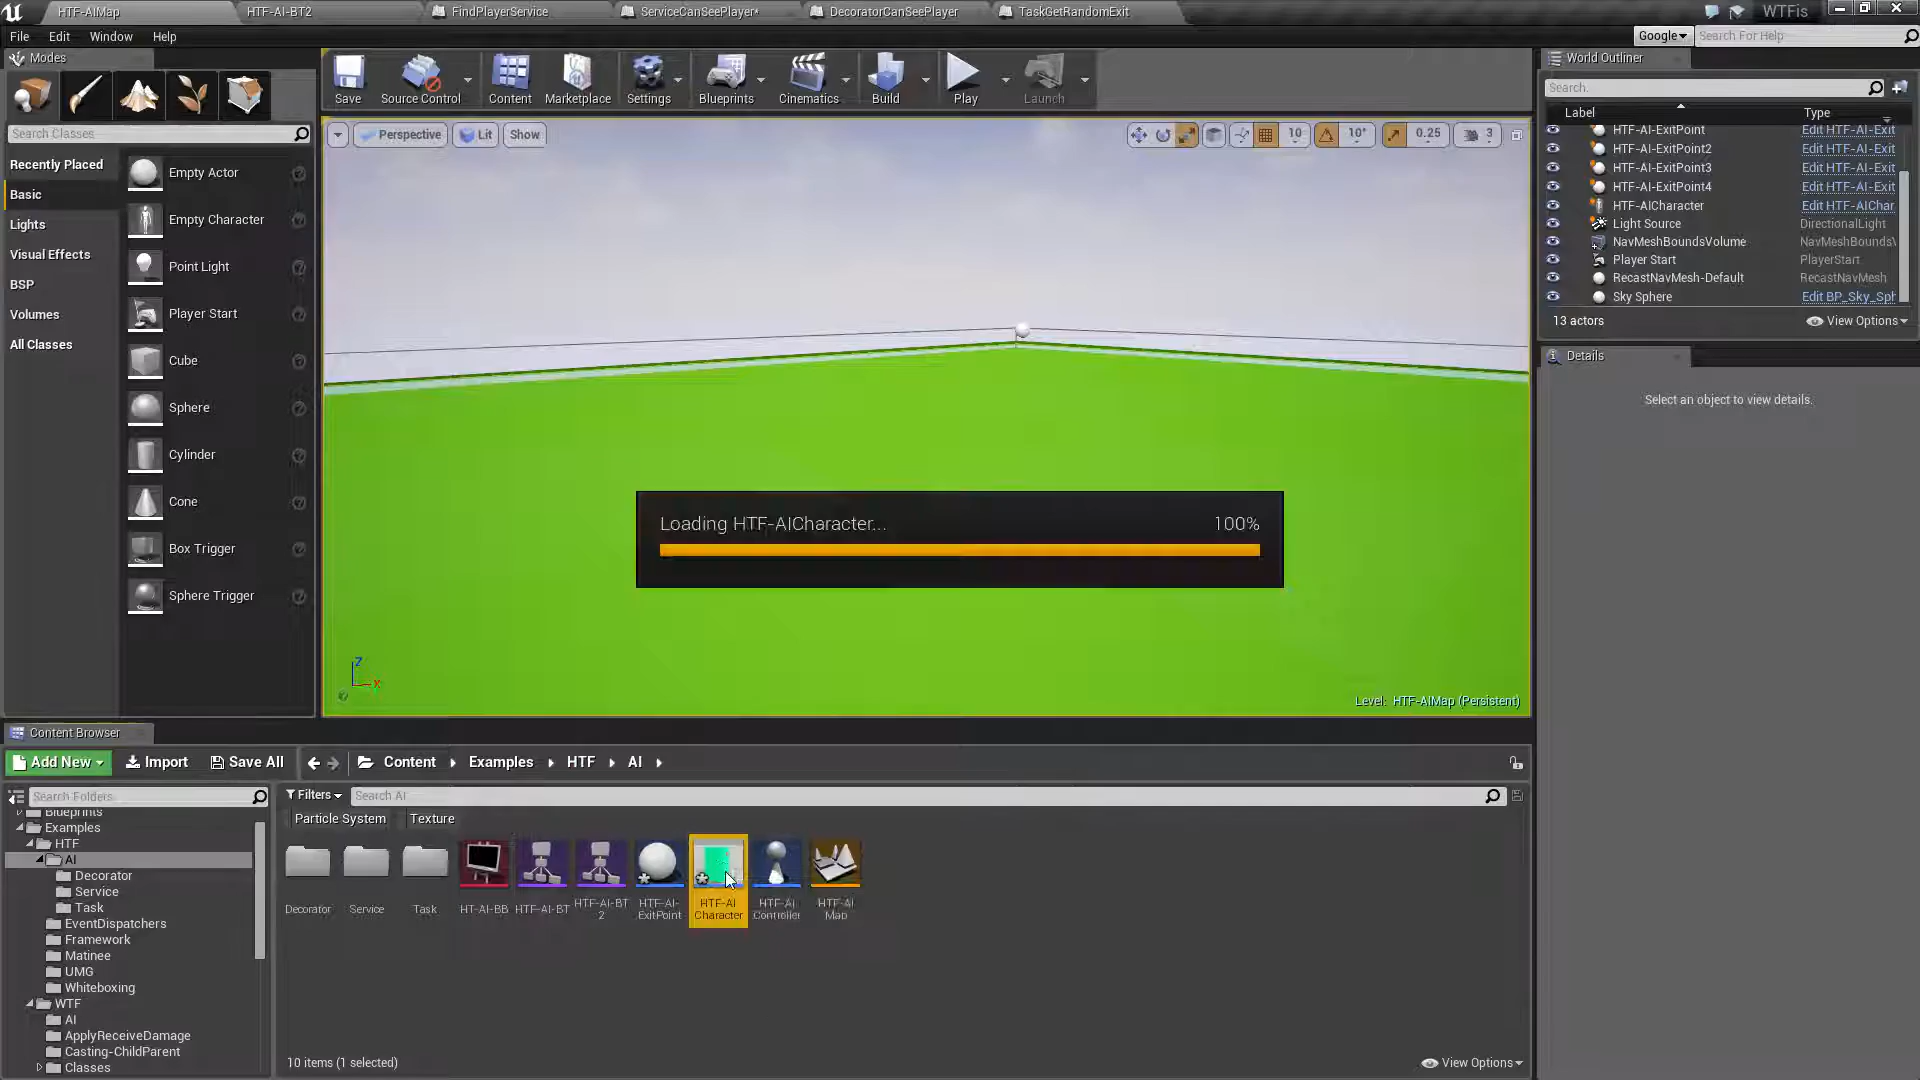 HTF-AIMap
HTF-AI-BT2
FindPlayerService
ServiceCanSeePlayer*
DecoratorCanSeePlayer
TaskGetRandomExit
WTFis
File
Edit
Window
Help
Google
Search For Help
Modes
Save
Source Control
Content
Marketplace
Settings
Blueprints
Cinematics
Build
Play
Launch
World Outliner
Search Classes
Perspective
Lit
Show
10
10°
0.25
3
Search.
Label
Type
HTF-AI-ExitPoint
Edit HTF-AI-Exit
HTF-AI-ExitPoint2
Edit HTF-AI-Exit
HTF-AI-ExitPoint3
Edit HTF-AI-Exit
HTF-AI-ExitPoint4
Edit HTF-AI-Exit
HTF-AICharacter
Edit HTF-AIChar
Light Source
DirectionalLight
NavMeshBoundsVolume
NavMeshBoundsV
Player Start
PlayerStart
RecastNavMesh-Default
RecastNavMesh
Sky Sphere
Edit BP_Sky_Sph
13 actors
View Options
Details
Select an object to view details.
Recently Placed
Basic
Lights
Visual Effects
BSP
Volumes
All Classes
Empty Actor
Empty Character
Point Light
Player Start
Cube
Sphere
Cylinder
Cone
Box Trigger
Sphere Trigger
Loading HTF-AICharacter...
100%
Z
X
Level: HTF-AIMap (Persistent)
Content Browser
Add New
Import
Save All
Content
Examples
HTF
AI
Search Folders
Filters
Search AI
Particle System
Texture
Blueprints
Examples
HTF
AI
Decorator
Service
Task
EventDispatchers
Framework
Matinee
UMG
Whiteboxing
WTF
AI
ApplyReceiveDamage
Casting-ChildParent
Classes
Decorator
Service
Task
HT-AI-BB
HTF-AI-BT
HTF-AI-BT
2
HTF-AI-
ExitPoint
HTF-AI
Character
HTF-AI
Controller
HTF-AI
Map
10 items (1 selected)
View Options